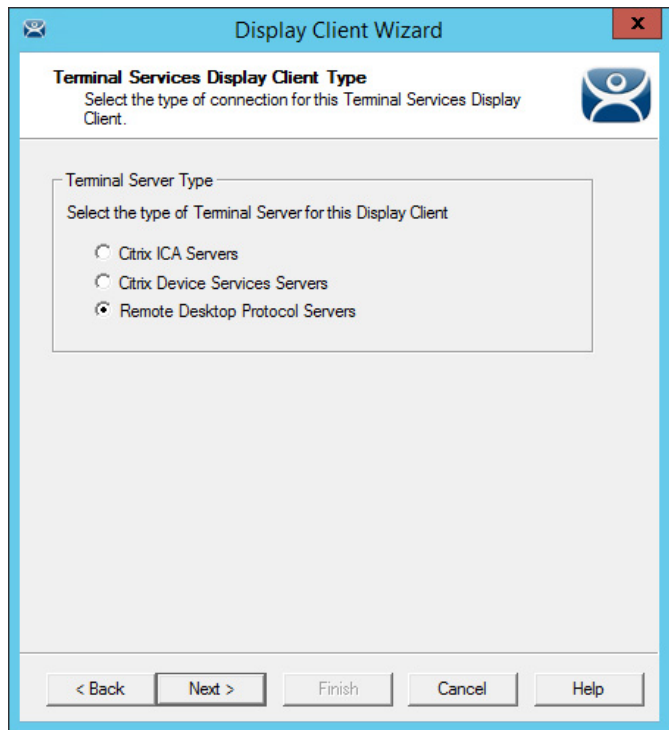 Display Client Wizard
x
Terminal Services Display Client Type
Select the type of connection for this Terminal Services Display
Client.
Terminal Server Type
Select the type of Terminal Server for this Display Client
Citrix ICA Servers
Citrix Device Services Servers
Remote Desktop Protocol Servers
< Back Next > Finish Cancel Help